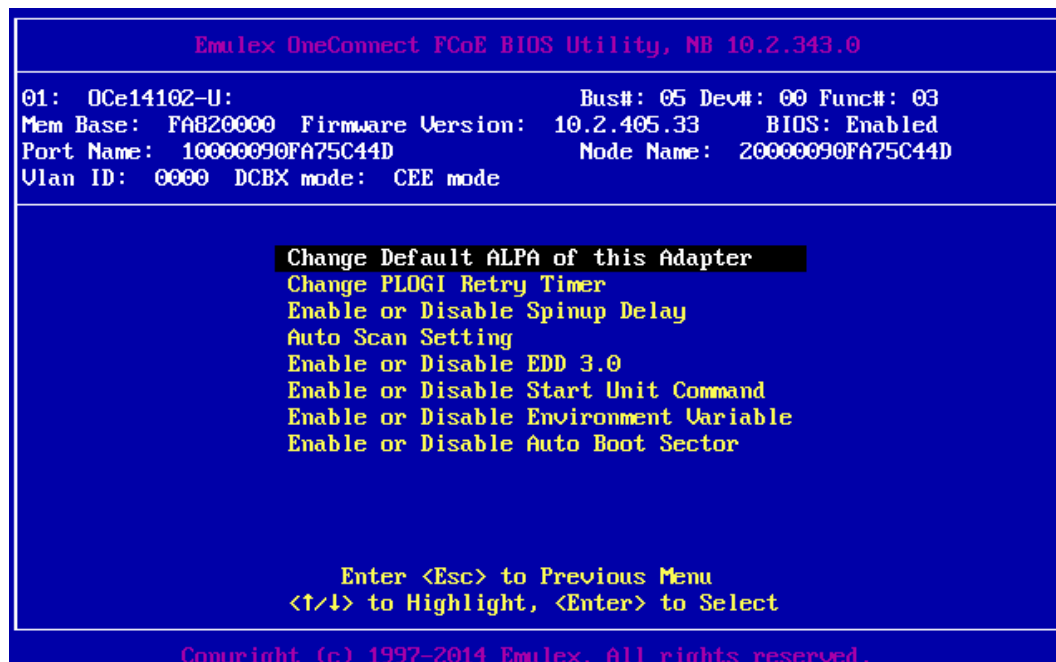 Emulex OneConnect FCoE BIOS Utility, NB 10.2.343.0
01: OCe14102-U: Bus#: 05 Dev#: 00 Func#: 03
Mem Base: FA820000 Firmware Version: 10.2.405.33 BIOS: Enabled
Port Name: 10000090FA75C44D Node Name: 20000090FA75C44D
Vlan ID: 0000 DCBX mode: CEE mode
Change Default ALPA of this Adapter
Change PLOGI Retry Timer
Enable or Disable Spinup Delay
Auto Scan Setting
Enable or Disable EDD 3.0
Enable or Disable Start Unit Command
Enable or Disable Environment Variable
Enable or Disable Auto Boot Sector
Enter <Esc> to Previous Menu
<↑/↓> to Highlight, <Enter> to Select
Copyright (c) 1997-2014 Emulex. All rights reserved.